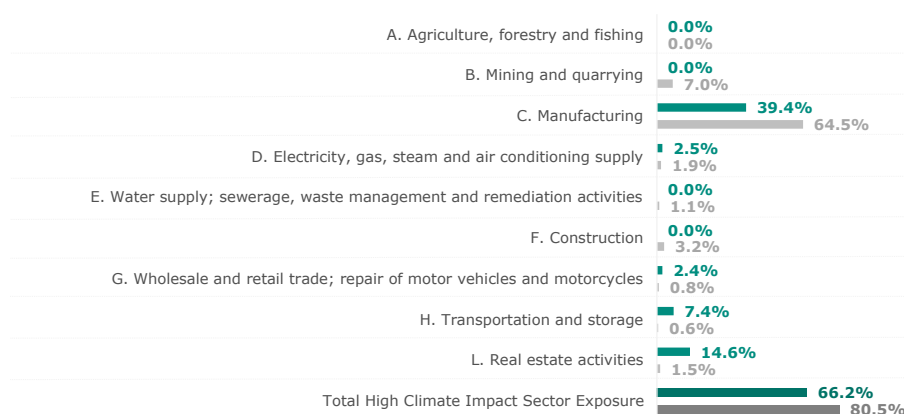 A. Agriculture, forestry and fishing
0.0%
0.0%
B. Mining and quarrying
0.0%
7.0%
C. Manufacturing
39.4%
64.5%
D. Electricity, gas, steam and air conditioning supply
2.5%
1.9%
E. Water supply; sewerage, waste management and remediation activities
0.0%
1.1%
F. Construction
0.0%
3.2%
G. Wholesale and retail trade; repair of motor vehicles and motorcycles
2.4%
0.8%
H. Transportation and storage
7.4%
0.6%
L. Real estate activities
14.6%
1.5%
Total High Climate Impact Sector Exposure
66.2%
80.5%